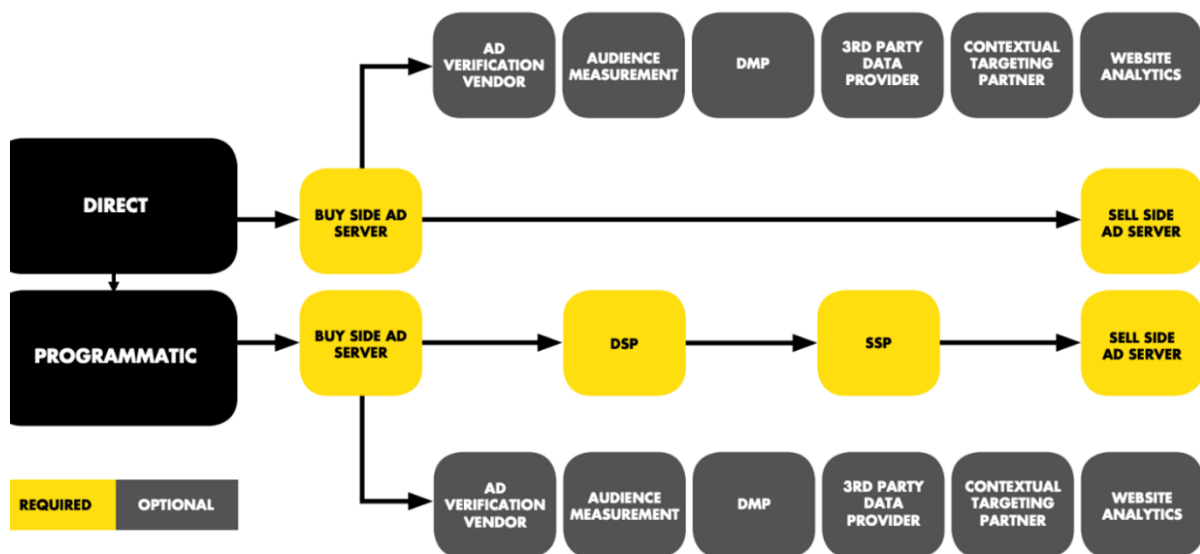 AD
VERIFICATION
VENDOR
AUDIENCE
MEASUREMENT
DMP
3RD PARTY
DATA
PROVIDER
CONTEXTUAL
TARGETING
PARTNER
WEBSITE
ANALYTICS
DIRECT
BUY SIDE AD
SERVER
SELL SIDE
AD SERVER
PROGRAMMATIC
BUY SIDE AD
SERVER
DSP
SSP
SELL SIDE
AD SERVER
AD
VERIFICATION
VENDOR
AUDIENCE
MEASUREMENT
DMP
3RD PARTY
DATA
PROVIDER
CONTEXTUAL
TARGETING
PARTNER
WEBSITE
ANALYTICS
REQUIRED
OPTIONAL